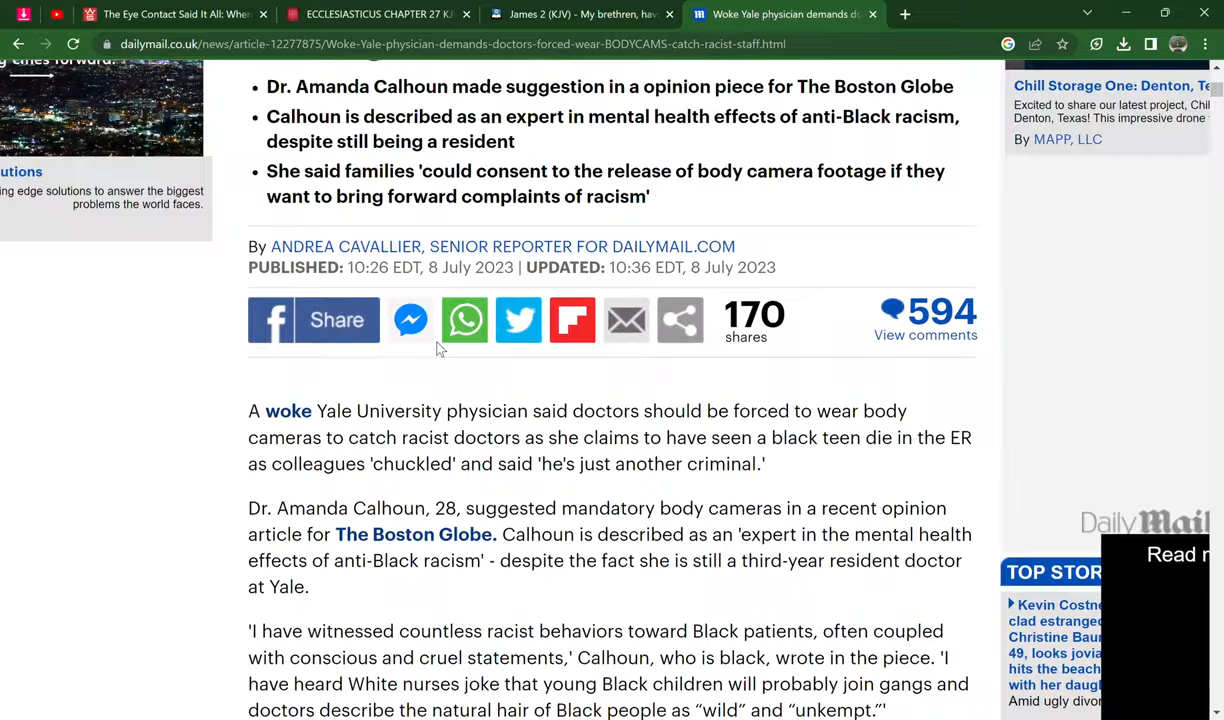 The Eye Contact Said It All: When
ECCLESIASTICUS CHAPTER 27 KJ
James 2 (KJV) - My brethren, hav
Woke Yale physician demands do
dailymail.co.uk/news/article-12277875/Woke-Yale-physician-demands-doctors-forced-wear-BODYCAMS-catch-racist-staff.html
utions
ng edge solutions to answer the biggest
problems the world faces.
• Dr. Amanda Calhoun made suggestion in a opinion piece for The Boston Globe
• Calhoun is described as an expert in mental health effects of anti-Black racism,
despite still being a resident
• She said families 'could consent to the release of body camera footage if they
want to bring forward complaints of racism'
By ANDREA CAVALLIER, SENIOR REPORTER FOR DAILYMAIL.COM
PUBLISHED: 10:26 EDT, 8 July 2023 | UPDATED: 10:36 EDT, 8 July 2023
f Share
170
shares
594
View comments
A woke Yale University physician said doctors should be forced to wear body
cameras to catch racist doctors as she claims to have seen a black teen die in the ER
as colleagues 'chuckled' and said 'he's just another criminal.'
Dr. Amanda Calhoun, 28, suggested mandatory body cameras in a recent opinion
article for The Boston Globe. Calhoun is described as an 'expert in the mental health
effects of anti-Black racism' - despite the fact she is still a third-year resident doctor
at Yale.
'I have witnessed countless racist behaviors toward Black patients, often coupled
with conscious and cruel statements,' Calhoun, who is black, wrote in the piece. 'I
have heard White nurses joke that young Black children will probably join gangs and
doctors describe the natural hair of Black people as “wild” and “unkempt.”'
Chill Storage One: Denton, Te
Excited to share our latest project, Chil
Denton, Texas! This impressive drone
By MAPP, LLC
Daily Mail
Read
TOP STOR
Kevin Costne
clad estranged
Christine Bau
49, looks jovia
hits the beach
with her daug
Amid ugly divor